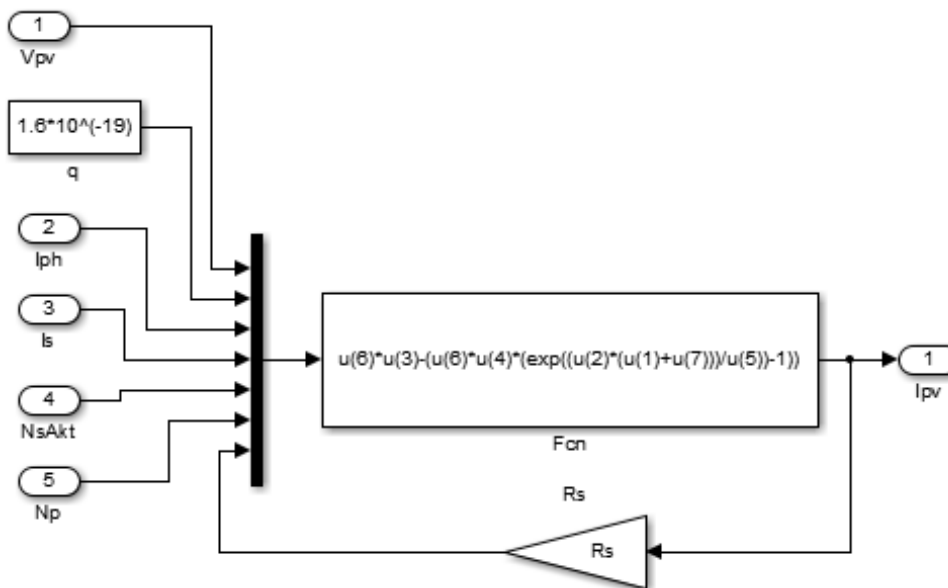 1
Vpv
1.6*10^(-19)
q
2
Iph
3
Is
4
NsAkt
5
Np
u(6)*u(3)-(u(6)*u(4)*(exp((u(2)*(u(1)+u(7)))/u(5))-1))
Fcn
1
Ipv
Rs
Rs